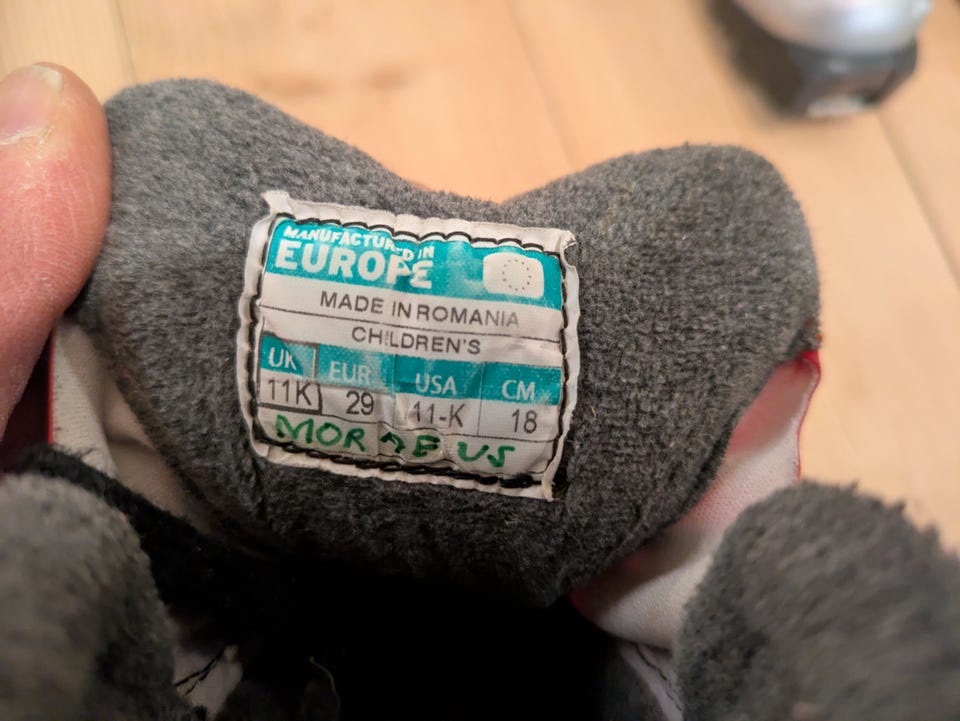 MANUFACTURED IN
EUROPE
MADE IN ROMANIA
CHILDREN'S
UK EUR USA CM
11K 29 11-K 18